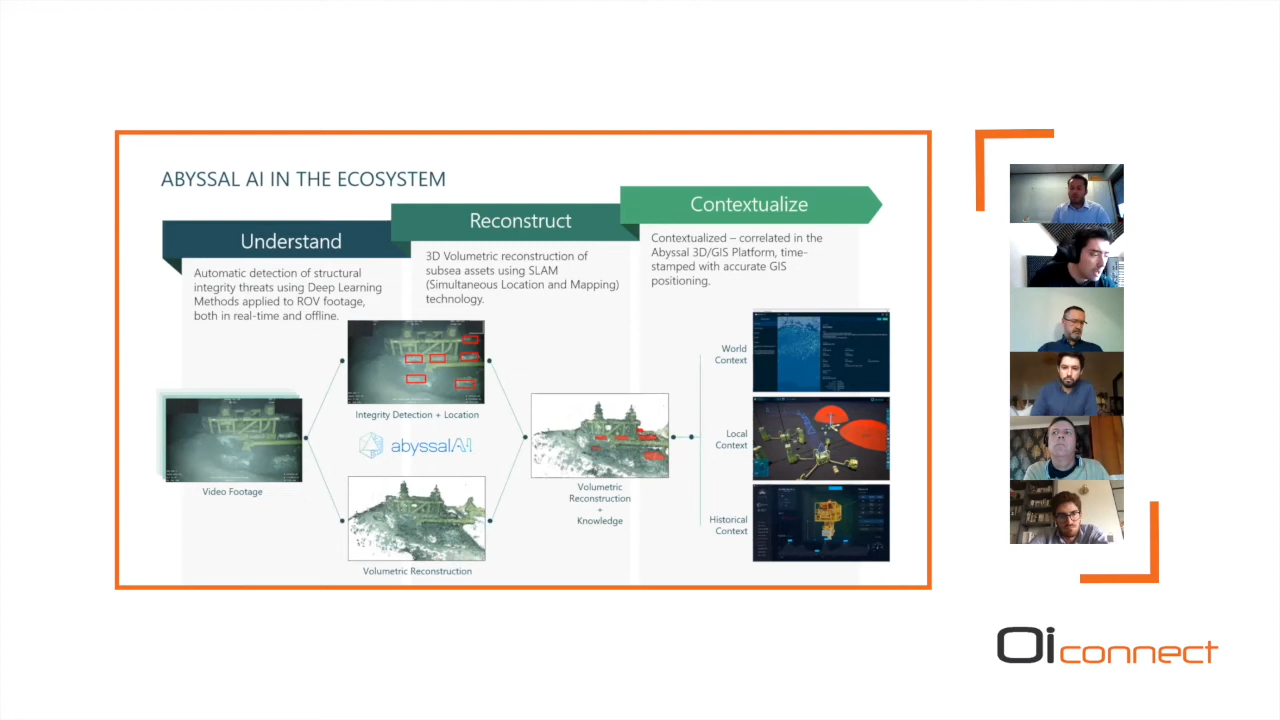 ABYSSAL AI IN THE ECOSYSTEM
Understand
Automatic detection of structural
integrity threats using Deep Learning
Methods applied to ROV footage,
both in real-time and offline.
Reconstruct
3D Volumetric reconstruction of
subsea assets using SLAM
(Simultaneous Location and Mapping)
technology.
Contextualize
Contextualized – correlated in the
Abyssal 3D/GIS Platform, time-
stamped with accurate GIS
positioning.
Video Footage
Integrity Detection + Location
abyssalAI
Volumetric Reconstruction
Volumetric
Reconstruction
+
Knowledge
World
Context
Local
Context
Historical
Context
Oi connect